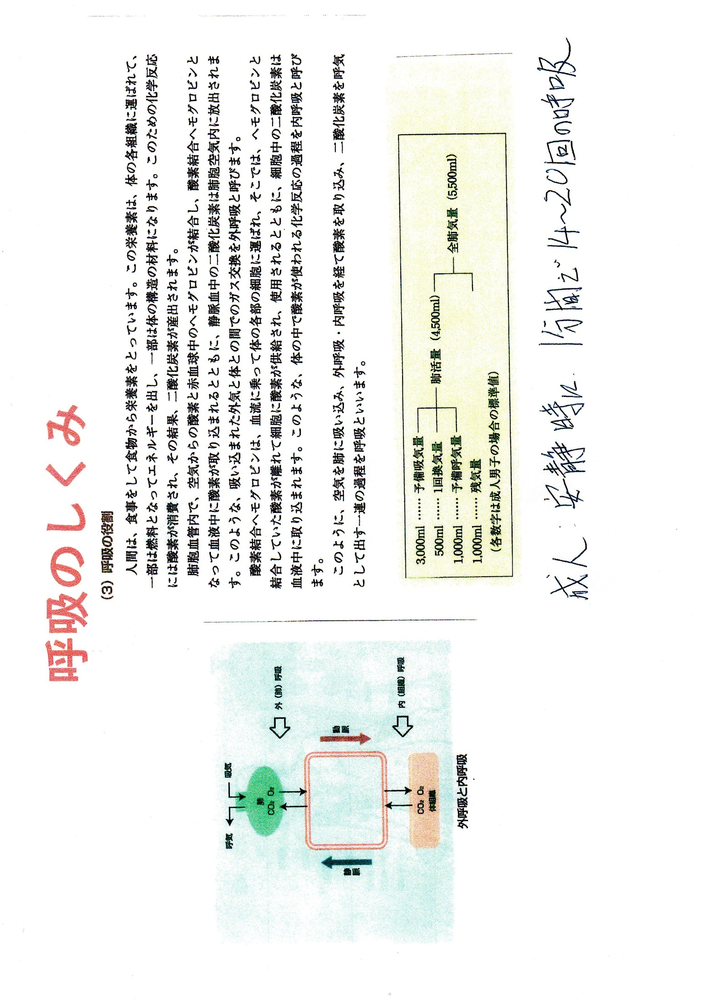 呼吸のしくみ
(3) 呼吸の役割
人間は、食事をして食物から栄養素をとっています。この栄養素は、体の各組織に運ばれて、
一部は燃料となってエネルギーを出し、一部は体の構造の材料になります。このための化学反応
には酸素が消費され、その結果、二酸化炭素が産出されます。
肺胞血管内で、空気からの酸素と赤血球中のヘモグロビンが結合し、酸素結合ヘモグロビンと
なって血液中に酸素が取り込まれるとともに、静脈血中の二酸化炭素は肺胞空気内に放出されま
す。このような、吸い込まれた外気と体との間でのガス交換を外呼吸と呼びます。
酸素結合ヘモグロビンは、血流に乗って体の各部の細胞に運ばれ、そこでは、ヘモグロビンと
結合していた酸素が離れて細胞に酸素が供給され、使用されるとともに、細胞中の二酸化炭素は
血液中に取り込まれます。このような、体の中で酸素が使われる化学反応の過程を内呼吸と呼び
ます。
このように、空気を肺に吸い込み、外呼吸・内呼吸を経て酸素を取り込み、二酸化炭素を呼気
として出す一連の過程を呼吸といいます。
呼気
吸気
肺
CO₂ O₂
外（肺）呼吸
静脈
動脈
内（組織）呼吸
CO₂ O₂
体組織
外呼吸と内呼吸
3,000ml …… 予備吸気量
500ml …… 1回換気量
1,000ml …… 予備呼気量
1,000ml …… 残気量
肺活量（4,500ml）
全肺気量（5,500ml）
（各数字は成人男子の場合の標準値）
成人：安静時に 1分間で 14〜20回の呼吸